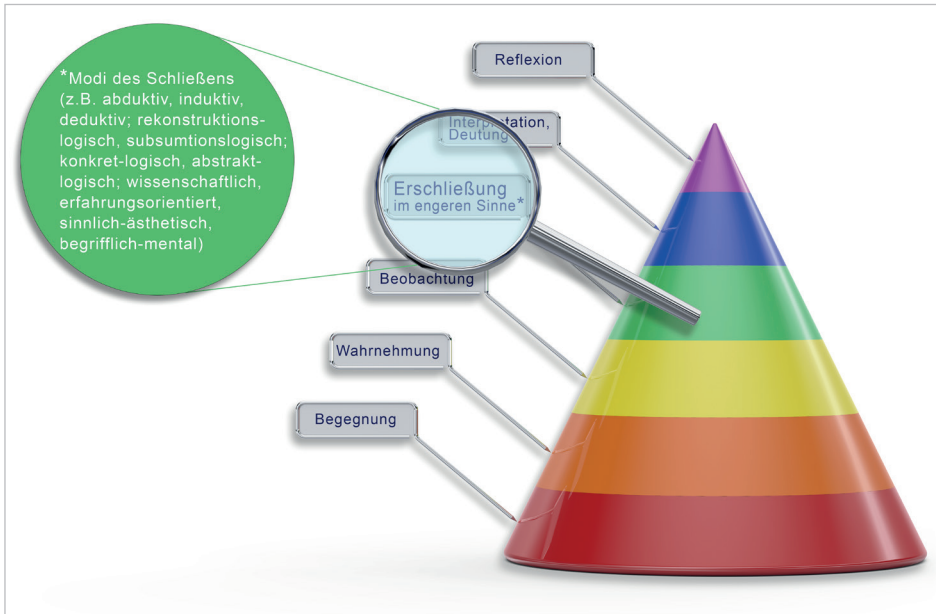 *Modi des Schließens
(z.B. abduktiv, induktiv,
deduktiv; rekonstruktions-
logisch, subsumtionslogisch;
konkret-logisch, abstrakt-
logisch; wissenschaftlich,
erfahrungsorientiert,
sinnlich-ästhetisch,
begrifflich-mental)
Reflexion
Interpretation,
Deutung
Erschließung
im engeren Sinne*
Beobachtung
Wahrnehmung
Begegnung